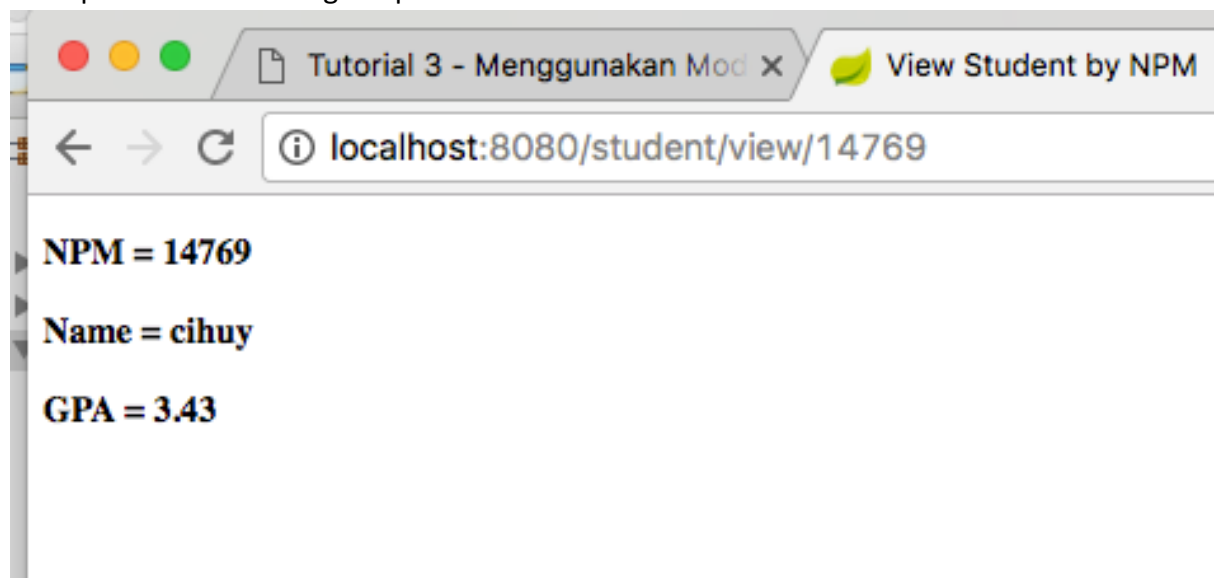 Tutorial 3 - Menggunakan Mod
View Student by NPM
localhost:8080/student/view/14769
NPM = 14769
Name = cihuy
GPA = 3.43